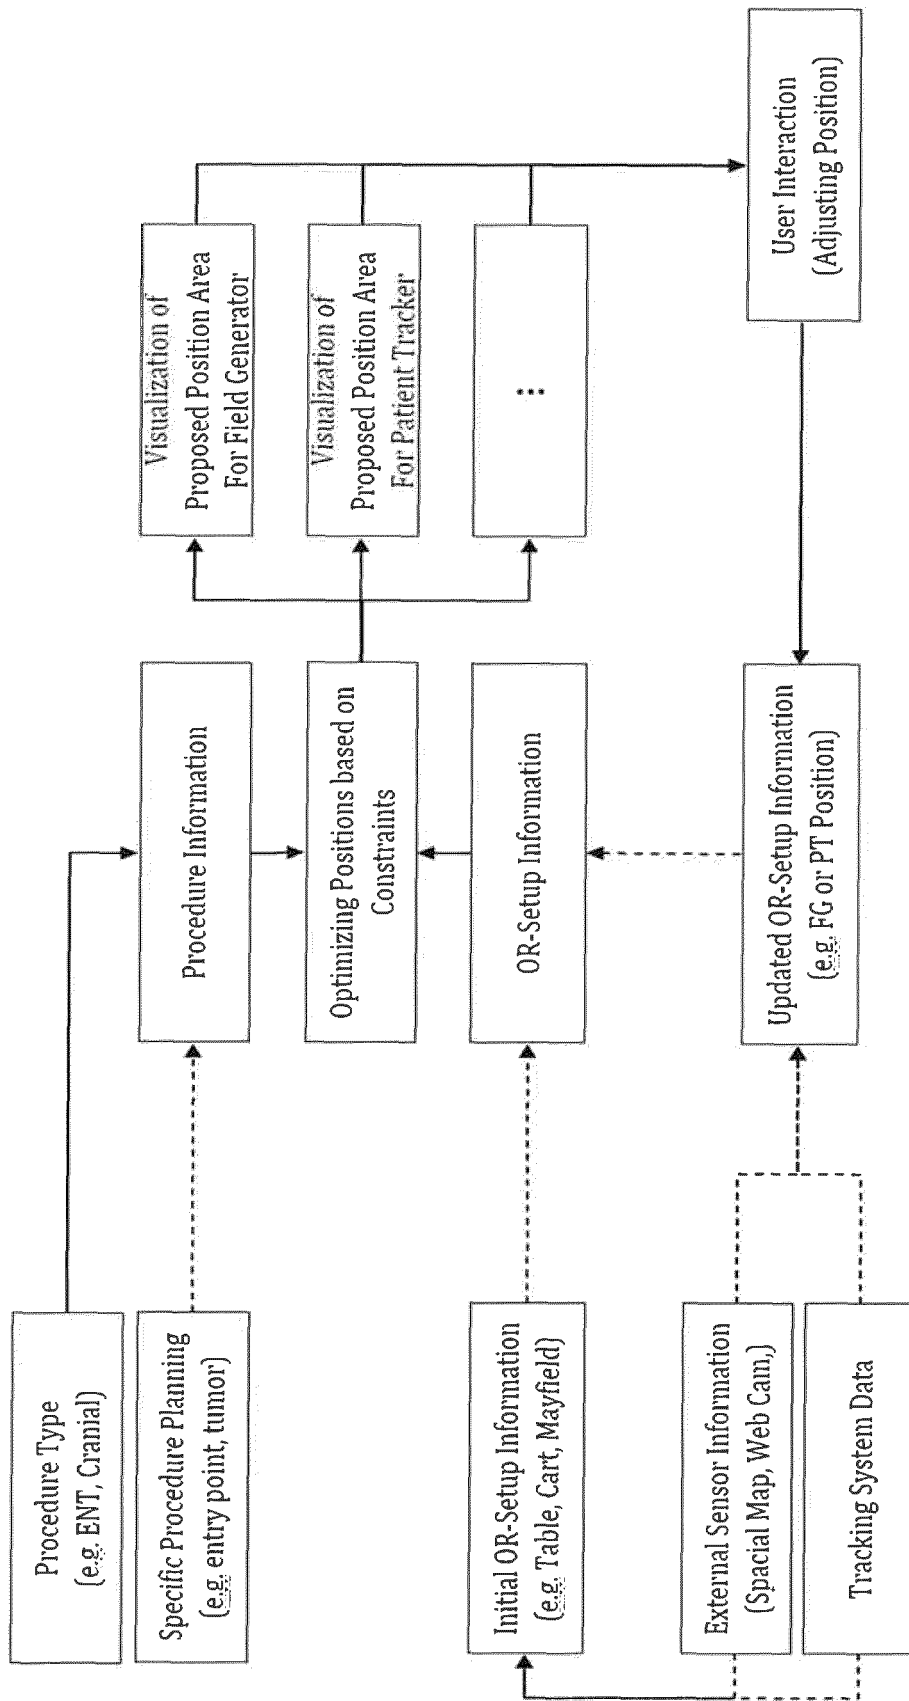 Procedure Type
(e.g. ENT, Cranial)
Specific Procedure Planning
(e.g. entry point, tumor)
Initial OR-Setup Information
(e.g. Table, Cart, Mayfield)
External Sensor Information
(Spacial Map, Web Cam,)
Tracking System Data
Procedure Information
Optimizing Positions based on
Constraints
OR-Setup Information
Updated OR-Setup Information
(e.g. FG or PT Position)
Visualization of
Proposed Position Area
For Field Generator
Visualization of
Proposed Position Area
For Patient Tracker
...
User Interaction
(Adjusting Position)